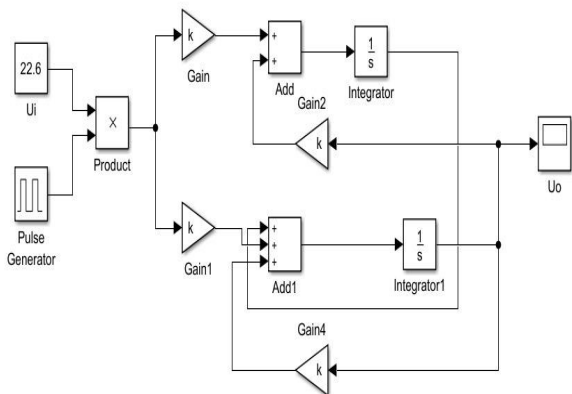 k
Gain
+
+
Add
1
s
Integrator
22.6
Ui
×
Product
Gain2
k
Uo
Pulse
Generator
k
Gain1
+
+
+
Add1
1
s
Integrator1
Gain4
k